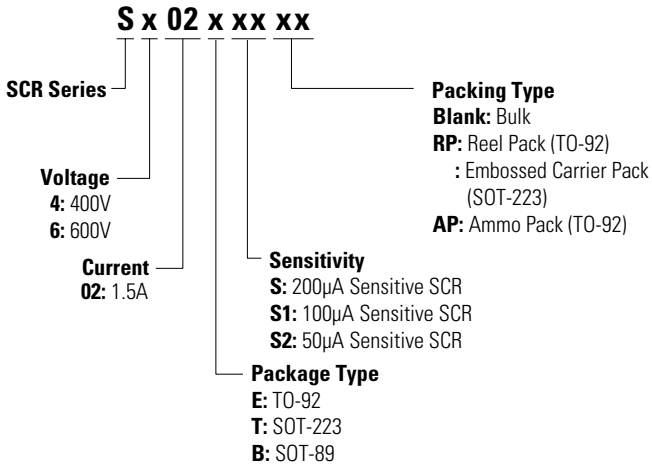 S x 02 x xx xx
SCR Series
Voltage
4: 400V
6: 600V
Current
02: 1.5A
Package Type
E: TO-92
T: SOT-223
B: SOT-89
Sensitivity
S: 200μA Sensitive SCR
S1: 100μA Sensitive SCR
S2: 50μA Sensitive SCR
Packing Type
Blank: Bulk
RP: Reel Pack (TO-92)
: Embossed Carrier Pack
(SOT-223)
AP: Ammo Pack (TO-92)